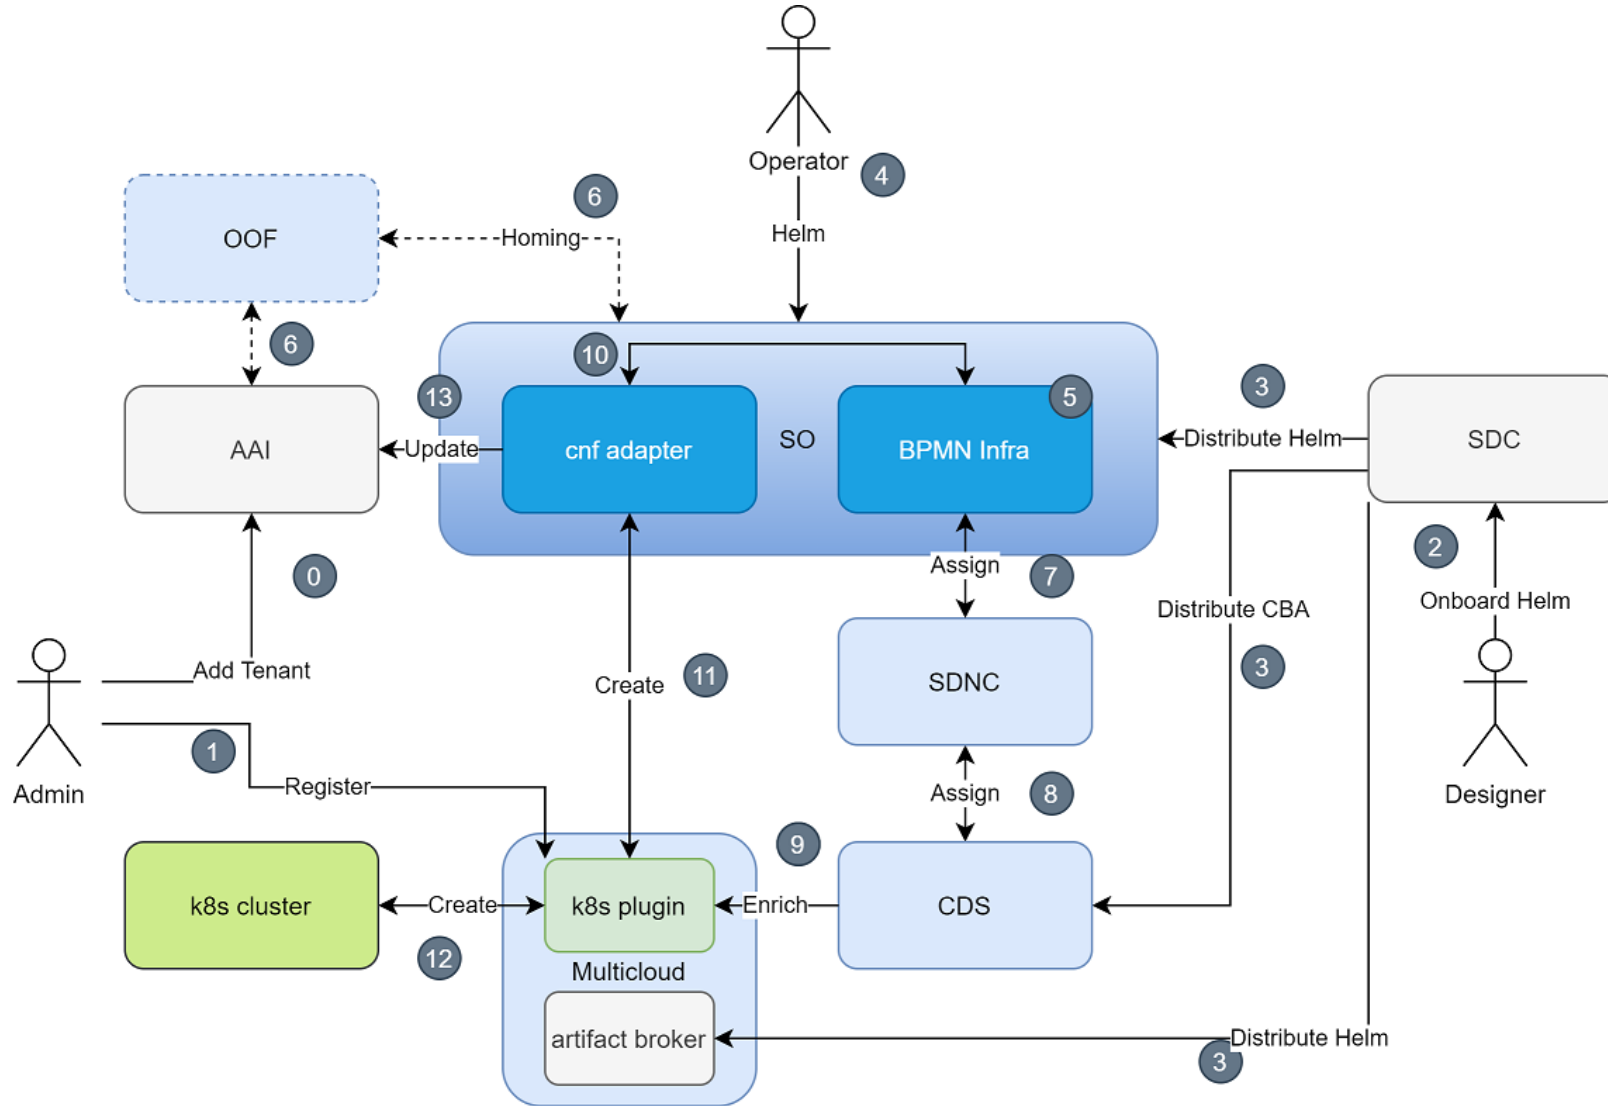 Operator
4
Helm
6
OOF
Homing
6
10
13
5
3
AAI
Update
cnf adapter
SO
BPMN Infra
Distribute Helm
SDC
0
Assign
7
2
Distribute CBA
Onboard Helm
Add Tenant
Create
11
SDNC
3
1
Register
Admin
Assign
8
Designer
9
k8s cluster
Create
k8s plugin
Enrich
CDS
12
Multicloud
artifact broker
Distribute Helm
3